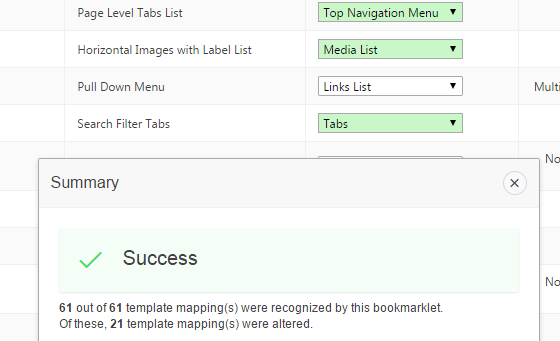 Page Level Tabs List Top Navigation Menu
Horizontal Images with Label List Media List
Pull Down Menu Links List Multi
Search Filter Tabs Tabs
No
Summary
Success
61 out of 61 template mapping(s) were recognized by this bookmarklet.
No
Of these, 21 template mapping(s) were altered.